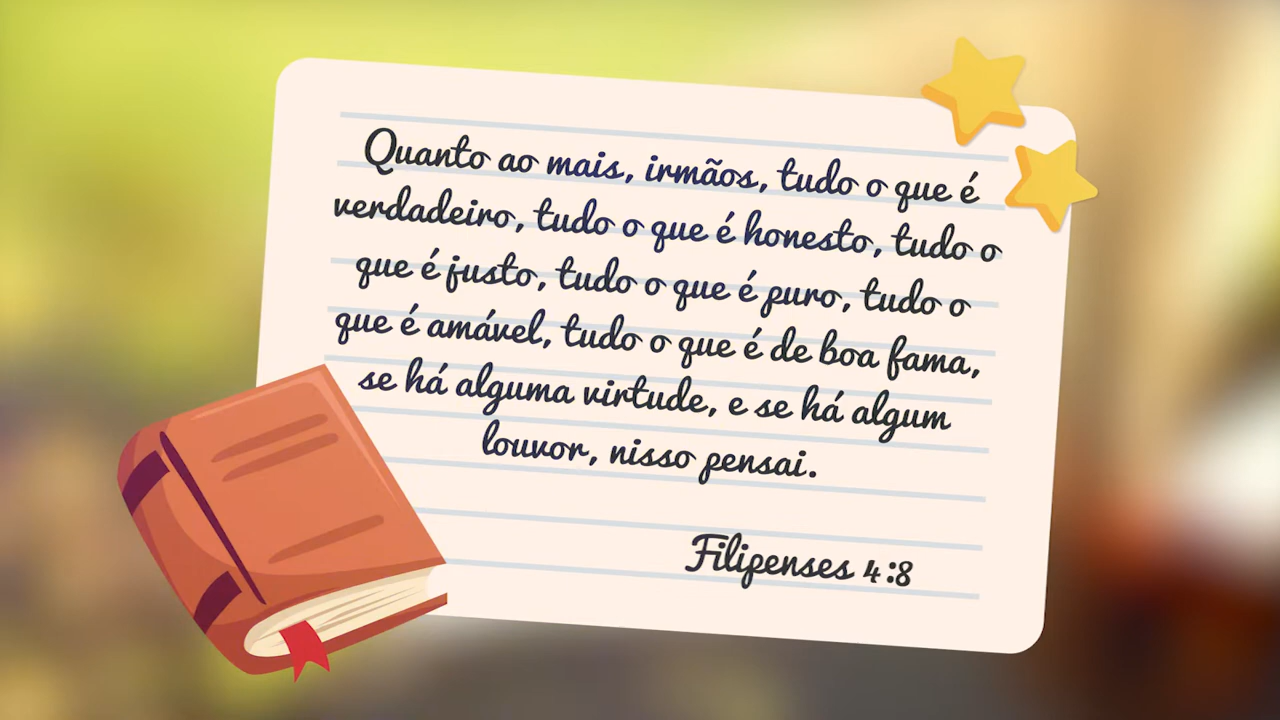 Quanto ao mais, irmãos, tudo o que é
verdadeiro, tudo o que é honesto, tudo o
que é justo, tudo o que é puro, tudo o
que é amável, tudo o que é de boa fama,
se há alguma virtude, e se há algum
louvor, nisso pensai.
Filipenses 4:8